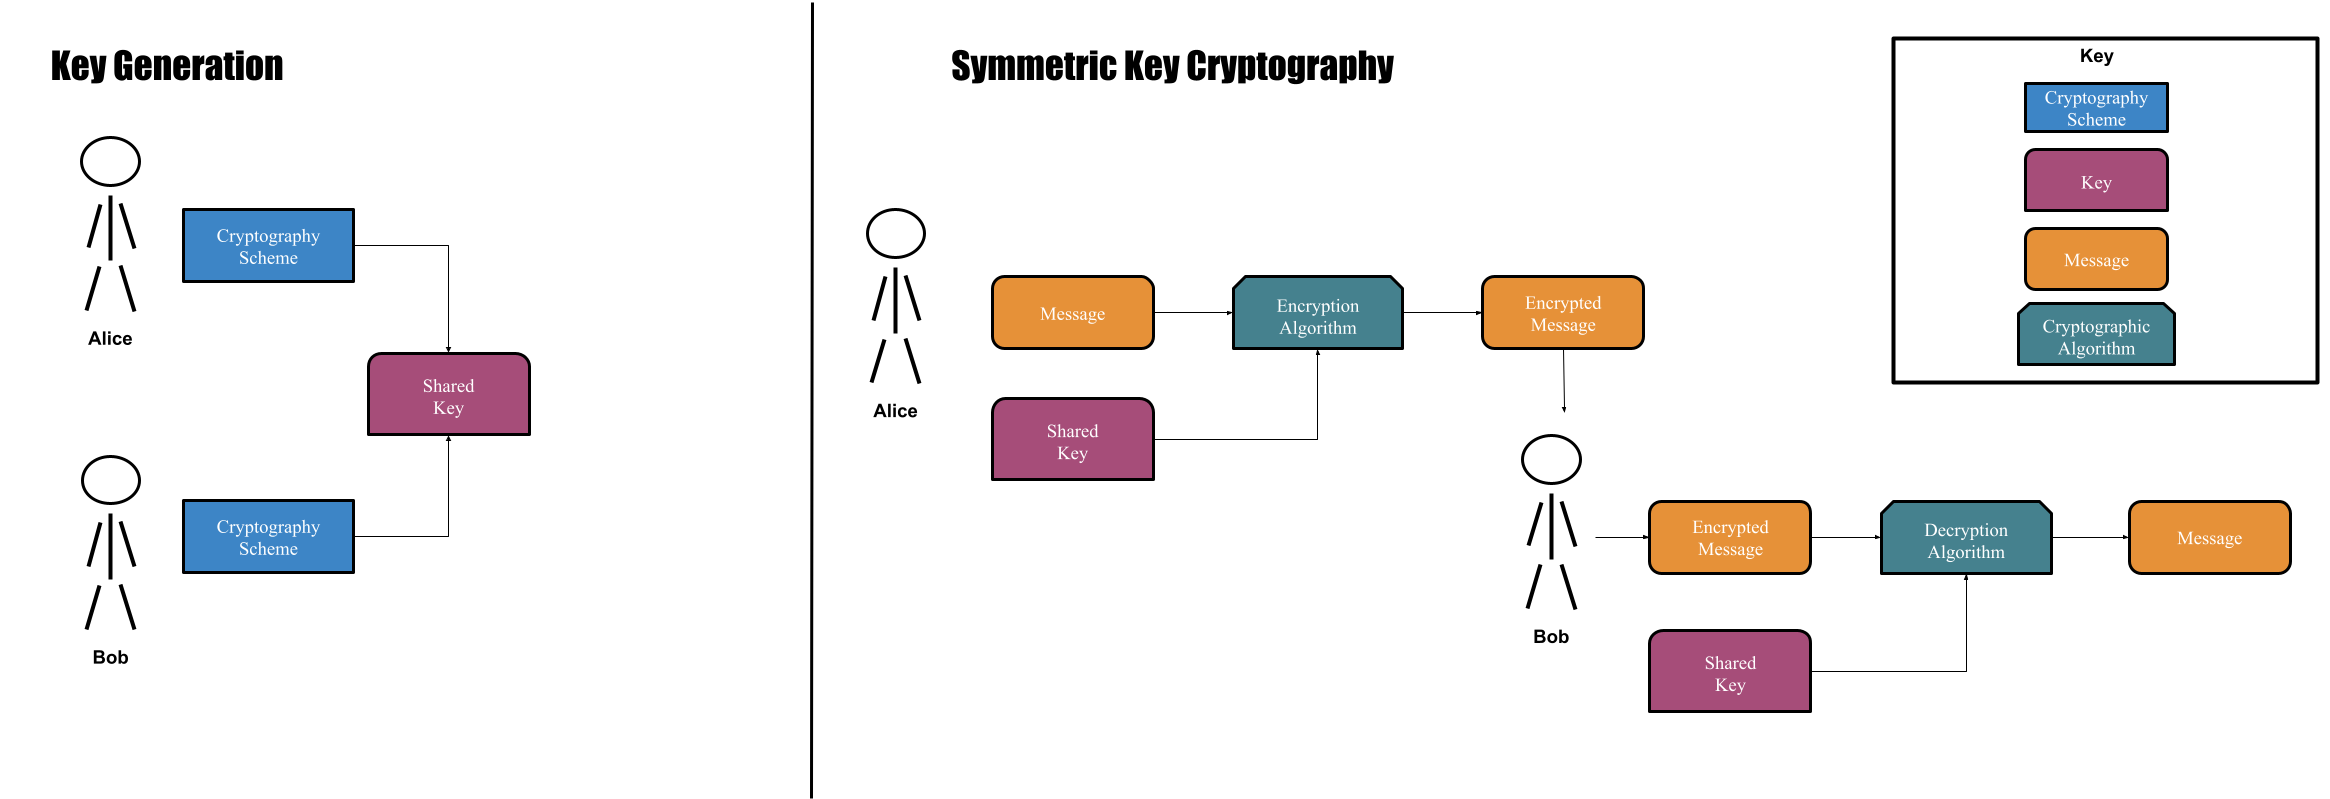 Key Generation
Cryptography
Scheme
Alice
Shared
Key
Cryptography
Scheme
Bob
Symmetric Key Cryptography
Alice
Message
Encryption
Algorithm
Encrypted
Message
Shared
Key
Bob
Encrypted
Message
Decryption
Algorithm
Message
Shared
Key
Key
Cryptography
Scheme
Key
Message
Cryptographic
Algorithm